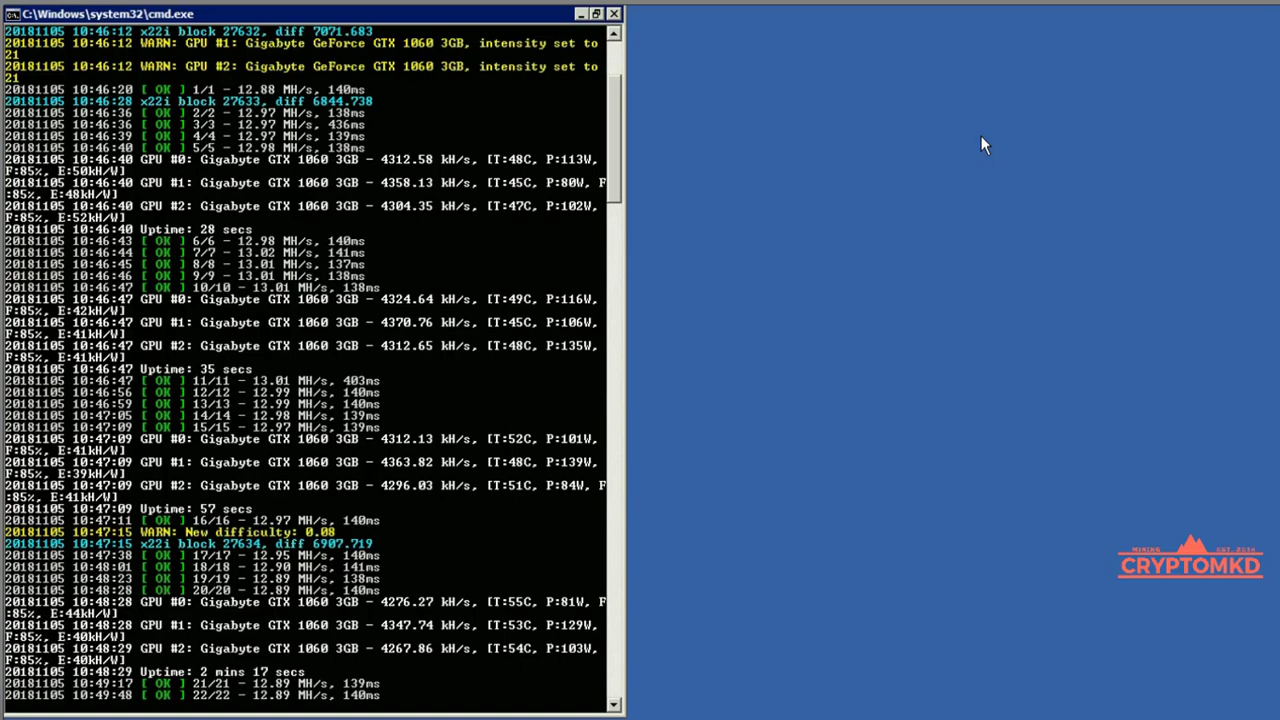 C:\Windows\system32\cmd.exe
20181105 10:46:12 x22i block 27632, diff 7071.683
20181105 10:46:12 WARN: GPU #1: Gigabyte GeForce GTX 1060 3GB, intensity set to
21
20181105 10:46:12 WARN: GPU #2: Gigabyte GeForce GTX 1060 3GB, intensity set to
21
20181105 10:46:20 [ OK ] 1/1 - 12.88 MH/s, 140ms
20181105 10:46:28 x22i block 27633, diff 6844.738
20181105 10:46:36 [ OK ] 2/2 - 12.97 MH/s, 138ms
20181105 10:46:36 [ OK ] 3/3 - 12.97 MH/s, 436ms
20181105 10:46:39 [ OK ] 4/4 - 12.97 MH/s, 139ms
20181105 10:46:40 [ OK ] 5/5 - 12.98 MH/s, 138ms
20181105 10:46:40 GPU #0: Gigabyte GTX 1060 3GB - 4312.58 kH/s, [T:48C, P:113W,
F:85%, E:50kH/W]
20181105 10:46:40 GPU #1: Gigabyte GTX 1060 3GB - 4358.13 kH/s, [T:45C, P:80W, F
:85%, E:48kH/W]
20181105 10:46:40 GPU #2: Gigabyte GTX 1060 3GB - 4304.35 kH/s, [T:47C, P:102W,
F:85%, E:52kH/W]
20181105 10:46:40 Uptime: 28 secs
20181105 10:46:43 [ OK ] 6/6 - 12.98 MH/s, 140ms
20181105 10:46:44 [ OK ] 7/7 - 13.02 MH/s, 141ms
20181105 10:46:45 [ OK ] 8/8 - 13.01 MH/s, 137ms
20181105 10:46:46 [ OK ] 9/9 - 13.01 MH/s, 138ms
20181105 10:46:47 [ OK ] 10/10 - 13.01 MH/s, 138ms
20181105 10:46:47 GPU #0: Gigabyte GTX 1060 3GB - 4324.64 kH/s, [T:49C, P:116W,
F:85%, E:42kH/W]
20181105 10:46:47 GPU #1: Gigabyte GTX 1060 3GB - 4370.76 kH/s, [T:45C, P:106W,
F:85%, E:41kH/W]
20181105 10:46:47 GPU #2: Gigabyte GTX 1060 3GB - 4312.65 kH/s, [T:48C, P:135W,
F:85%, E:41kH/W]
20181105 10:46:47 Uptime: 35 secs
20181105 10:46:47 [ OK ] 11/11 - 13.01 MH/s, 403ms
20181105 10:46:56 [ OK ] 12/12 - 12.99 MH/s, 140ms
20181105 10:46:59 [ OK ] 13/13 - 12.99 MH/s, 140ms
20181105 10:47:05 [ OK ] 14/14 - 12.98 MH/s, 139ms
20181105 10:47:09 [ OK ] 15/15 - 12.97 MH/s, 139ms
20181105 10:47:09 GPU #0: Gigabyte GTX 1060 3GB - 4312.13 kH/s, [T:52C, P:101W,
F:85%, E:41kH/W]
20181105 10:47:09 GPU #1: Gigabyte GTX 1060 3GB - 4363.82 kH/s, [T:48C, P:139W,
F:85%, E:39kH/W]
20181105 10:47:09 GPU #2: Gigabyte GTX 1060 3GB - 4296.03 kH/s, [T:51C, P:84W, F
:85%, E:41kH/W]
20181105 10:47:09 Uptime: 57 secs
20181105 10:47:11 [ OK ] 16/16 - 12.97 MH/s, 140ms
20181105 10:47:15 WARN: New difficulty: 0.08
20181105 10:47:15 x22i block 27634, diff 6907.719
20181105 10:47:38 [ OK ] 17/17 - 12.95 MH/s, 140ms
20181105 10:48:01 [ OK ] 18/18 - 12.90 MH/s, 141ms
20181105 10:48:23 [ OK ] 19/19 - 12.89 MH/s, 138ms
20181105 10:48:28 [ OK ] 20/20 - 12.89 MH/s, 140ms
20181105 10:48:28 GPU #0: Gigabyte GTX 1060 3GB - 4276.27 kH/s, [T:55C, P:81W, F
:85%, E:44kH/W]
20181105 10:48:28 GPU #1: Gigabyte GTX 1060 3GB - 4347.74 kH/s, [T:53C, P:129W,
F:85%, E:40kH/W]
20181105 10:48:29 GPU #2: Gigabyte GTX 1060 3GB - 4267.86 kH/s, [T:54C, P:103W,
F:85%, E:40kH/W]
20181105 10:48:29 Uptime: 2 mins 17 secs
20181105 10:49:17 [ OK ] 21/21 - 12.89 MH/s, 139ms
20181105 10:49:48 [ OK ] 22/22 - 12.89 MH/s, 140ms
MINING
CRYPTOMKD